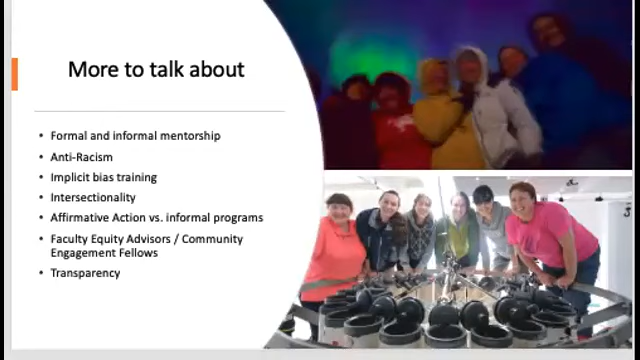 More to talk about
• Formal and informal mentorship
• Anti-Racism
• Implicit bias training
• Intersectionality
• Affirmative Action vs. informal programs
• Faculty Equity Advisors / Community
Engagement Fellows
• Transparency